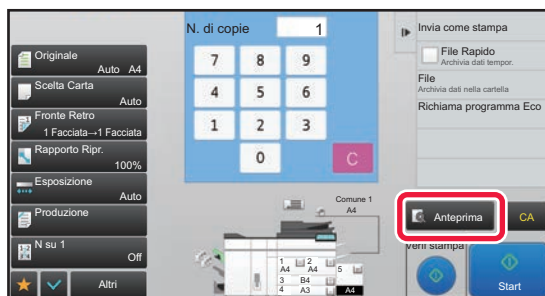 Originale
Auto A4
Scelta Carta
Auto
Fronte Retro
1 Facciata→1 Facciata
Rapporto Ripr.
100%
Esposizione
Auto
Produzione
N su 1
Off
Altri
N. di copie 1
7 8 9
4 5 6
1 2 3
0 C
Comune 1
A4
1 2
A4 A4
5
3 B4
4 A3
A4
Invia come stampa
File Rapido
Archivia dati tempor.
File
Archivia dati nella cartella
Richiama programma Eco
Anteprima
CA
stampa
Start